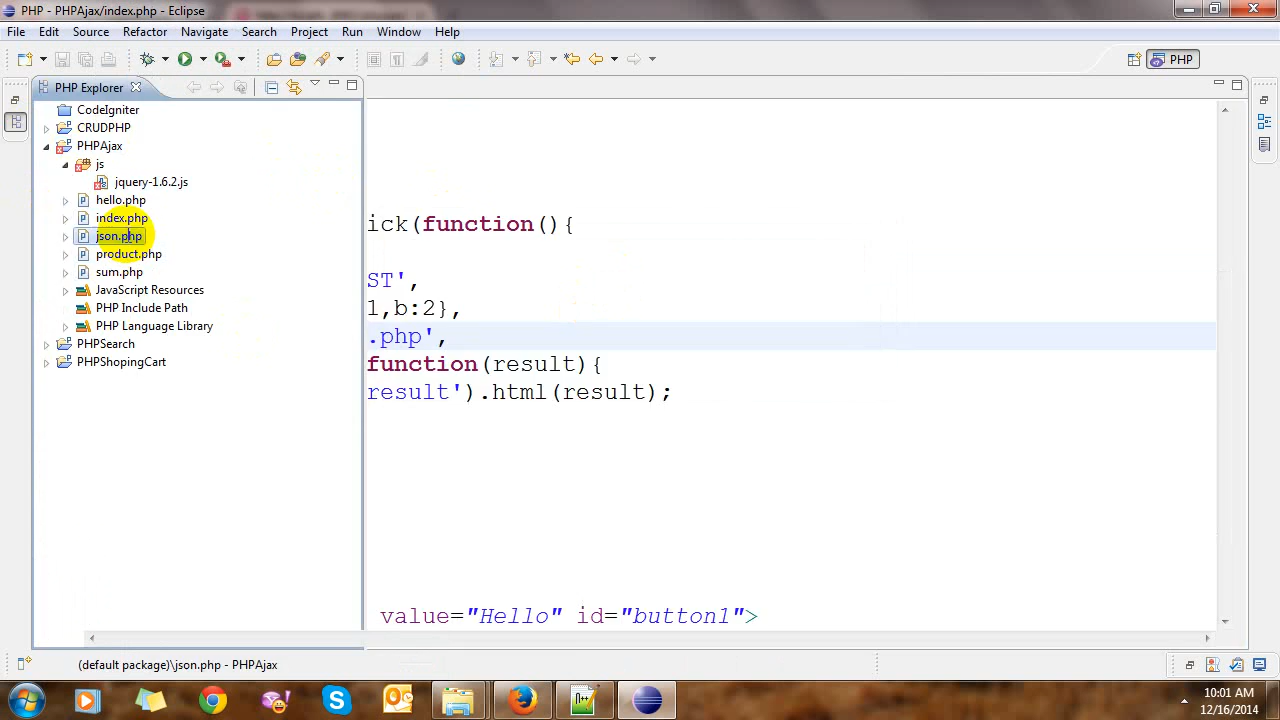 PHP - PHPAjax/index.php - Eclipse
File Edit Source Refactor Navigate Search Project Run Window Help
PHP
PHP Explorer
CodeIgniter
CRUDPHP
PHPAjax
js
jquery-1.6.2.js
hello.php
index.php
json.php
product.php
sum.php
JavaScript Resources
PHP Include Path
PHP Language Library
PHPSearch
PHPShopingCart
ick(function(){
ST',
1,b:2},
.php',
function(result){
result').html(result);
value="Hello" id="button1">
(default package)\json.php - PHPAjax
10:01 AM
12/16/2014